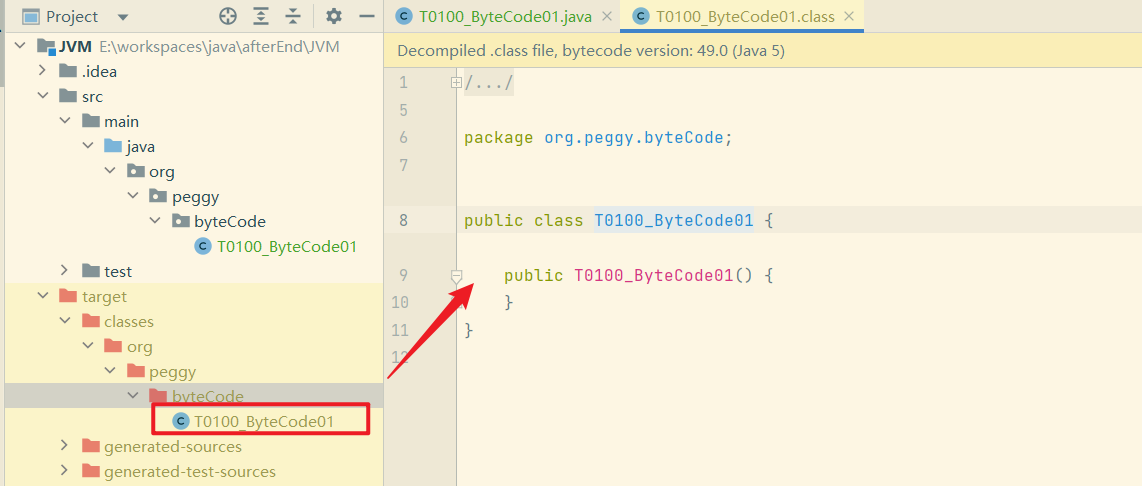 Project
JVM E:\workspaces\java\afterEnd\JVM
.idea
src
main
java
org
peggy
byteCode
T0100_ByteCode01
test
target
classes
org
peggy
byteCode
T0100_ByteCode01
generated-sources
generated-test-sources
T0100_ByteCode01.java T0100_ByteCode01.class
Decompiled .class file, bytecode version: 49.0 (Java 5)
1 /.../
5
6 package org.peggy.byteCode;
7
8 public class T0100_ByteCode01 {
9 public T0100_ByteCode01() {
10 }
11 }
12